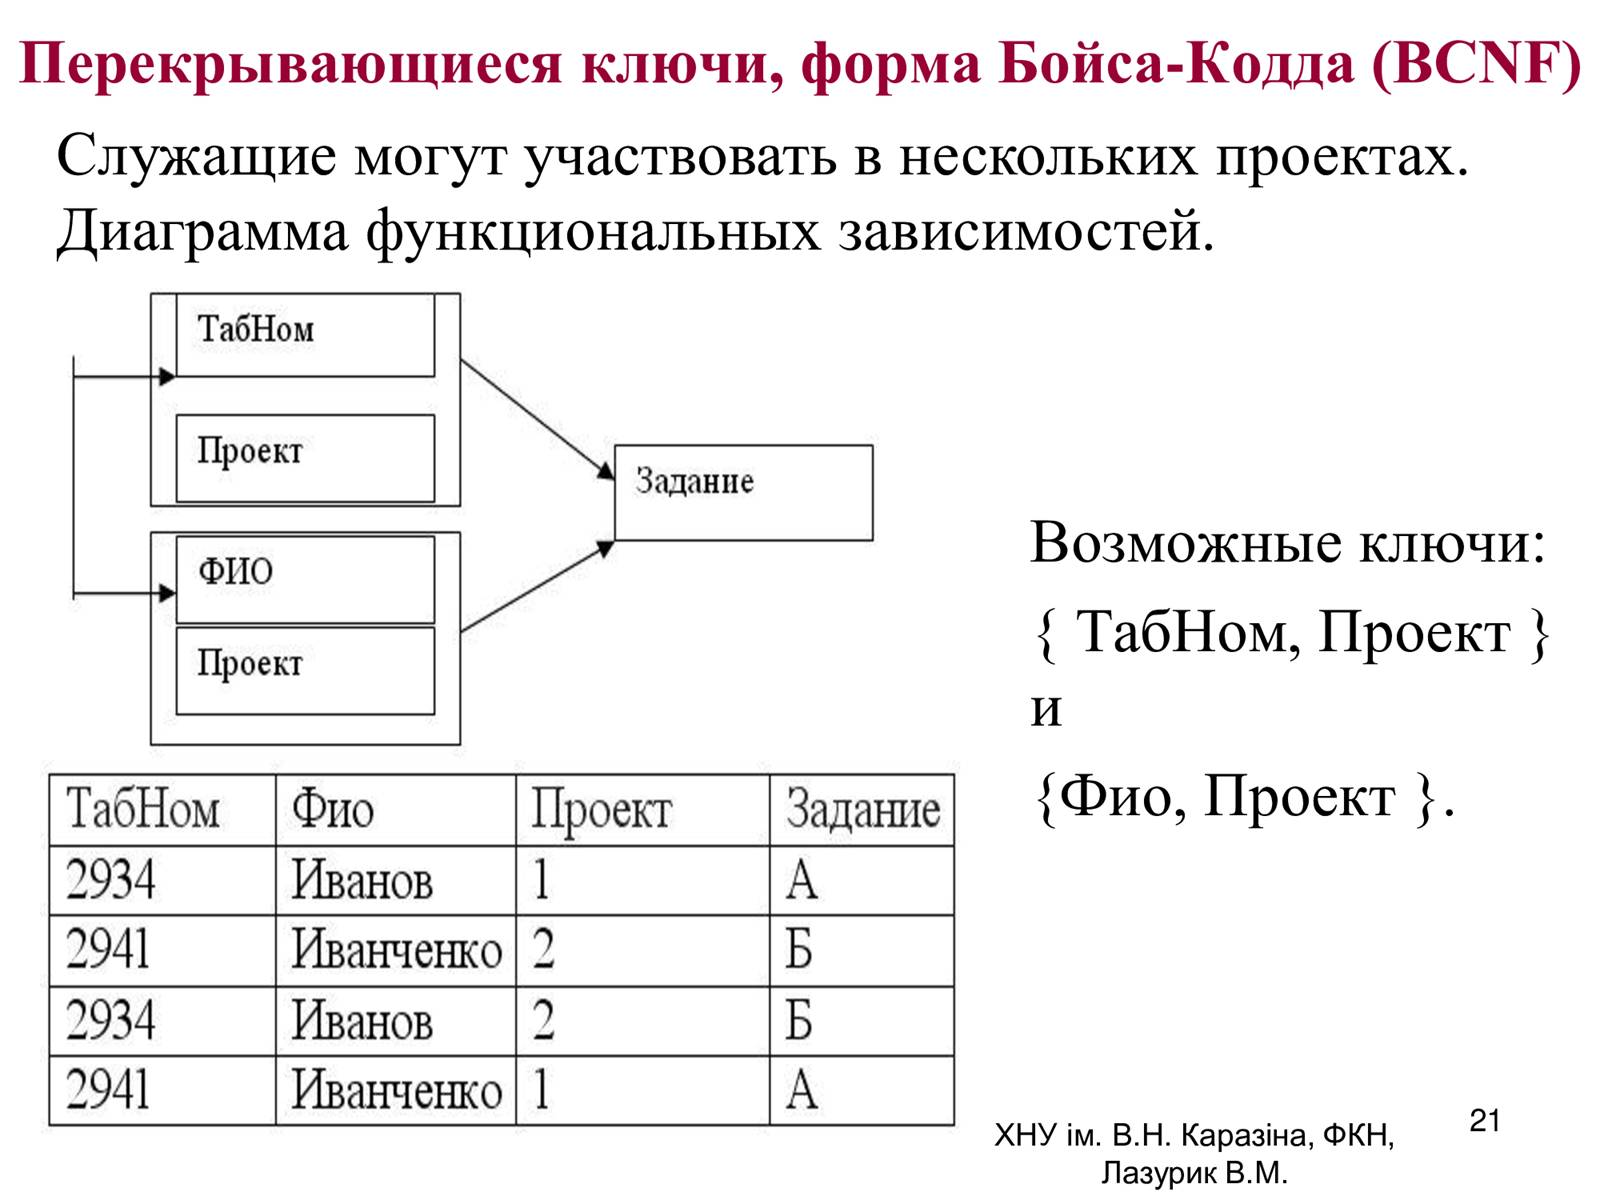 Перекрывающиеся ключи, форма Бойса-Кодда (BCNF)
Служащие могут участвовать в нескольких проектах.
Диаграмма функциональных зависимостей.
ТабНом
Проект
Задание
ФИО
Проект
Возможные ключи:
{ ТабНом, Проект }
и
{Фио, Проект }.
ТабНом Фио Проект Задание
2934 Иванов 1 А
2941 Иванченко 2 Б
2934 Иванов 2 Б
2941 Иванченко 1 А
ХНУ ім. В.Н. Каразіна, ФКН,
Лазурик В.М.
21